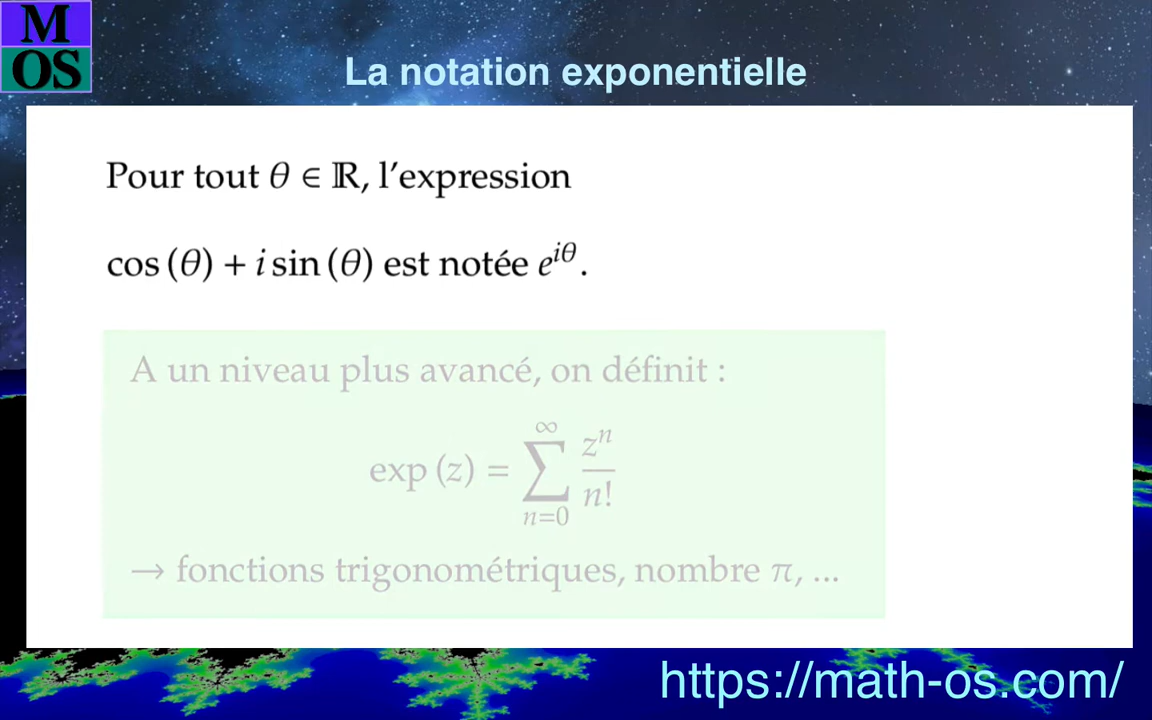 M
OS
La notation exponentielle
Pour tout θ ∈ ℝ, l'expression
cos (θ) + i sin (θ) est notée e^{iθ}.
A un niveau plus avancé, on définit :
exp (z) = ∑_{n=0}^{∞} z^n / n!
→ fonctions trigonométriques, nombre π, ...
https://math-os.com/